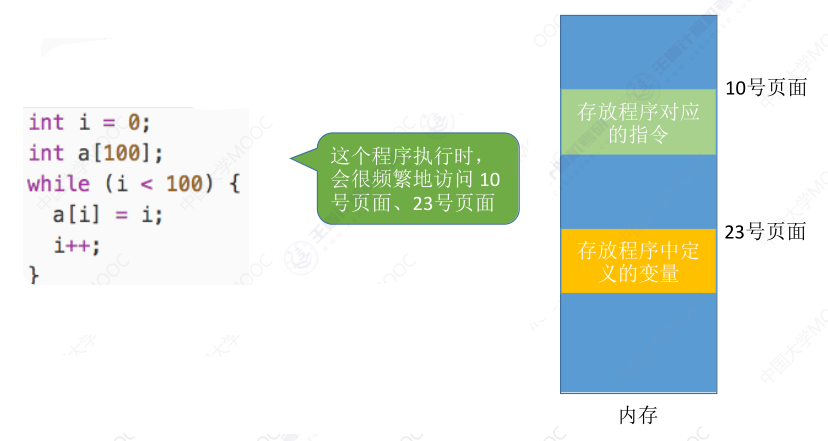 int i = 0;
int a[100];
while (i < 100) {
a[i] = i;
i++;
}
这个程序执行时，
会很频繁地访问 10
号页面、23号页面
10号页面
存放程序对应
的指令
23号页面
存放程序中定
义的变量
内存